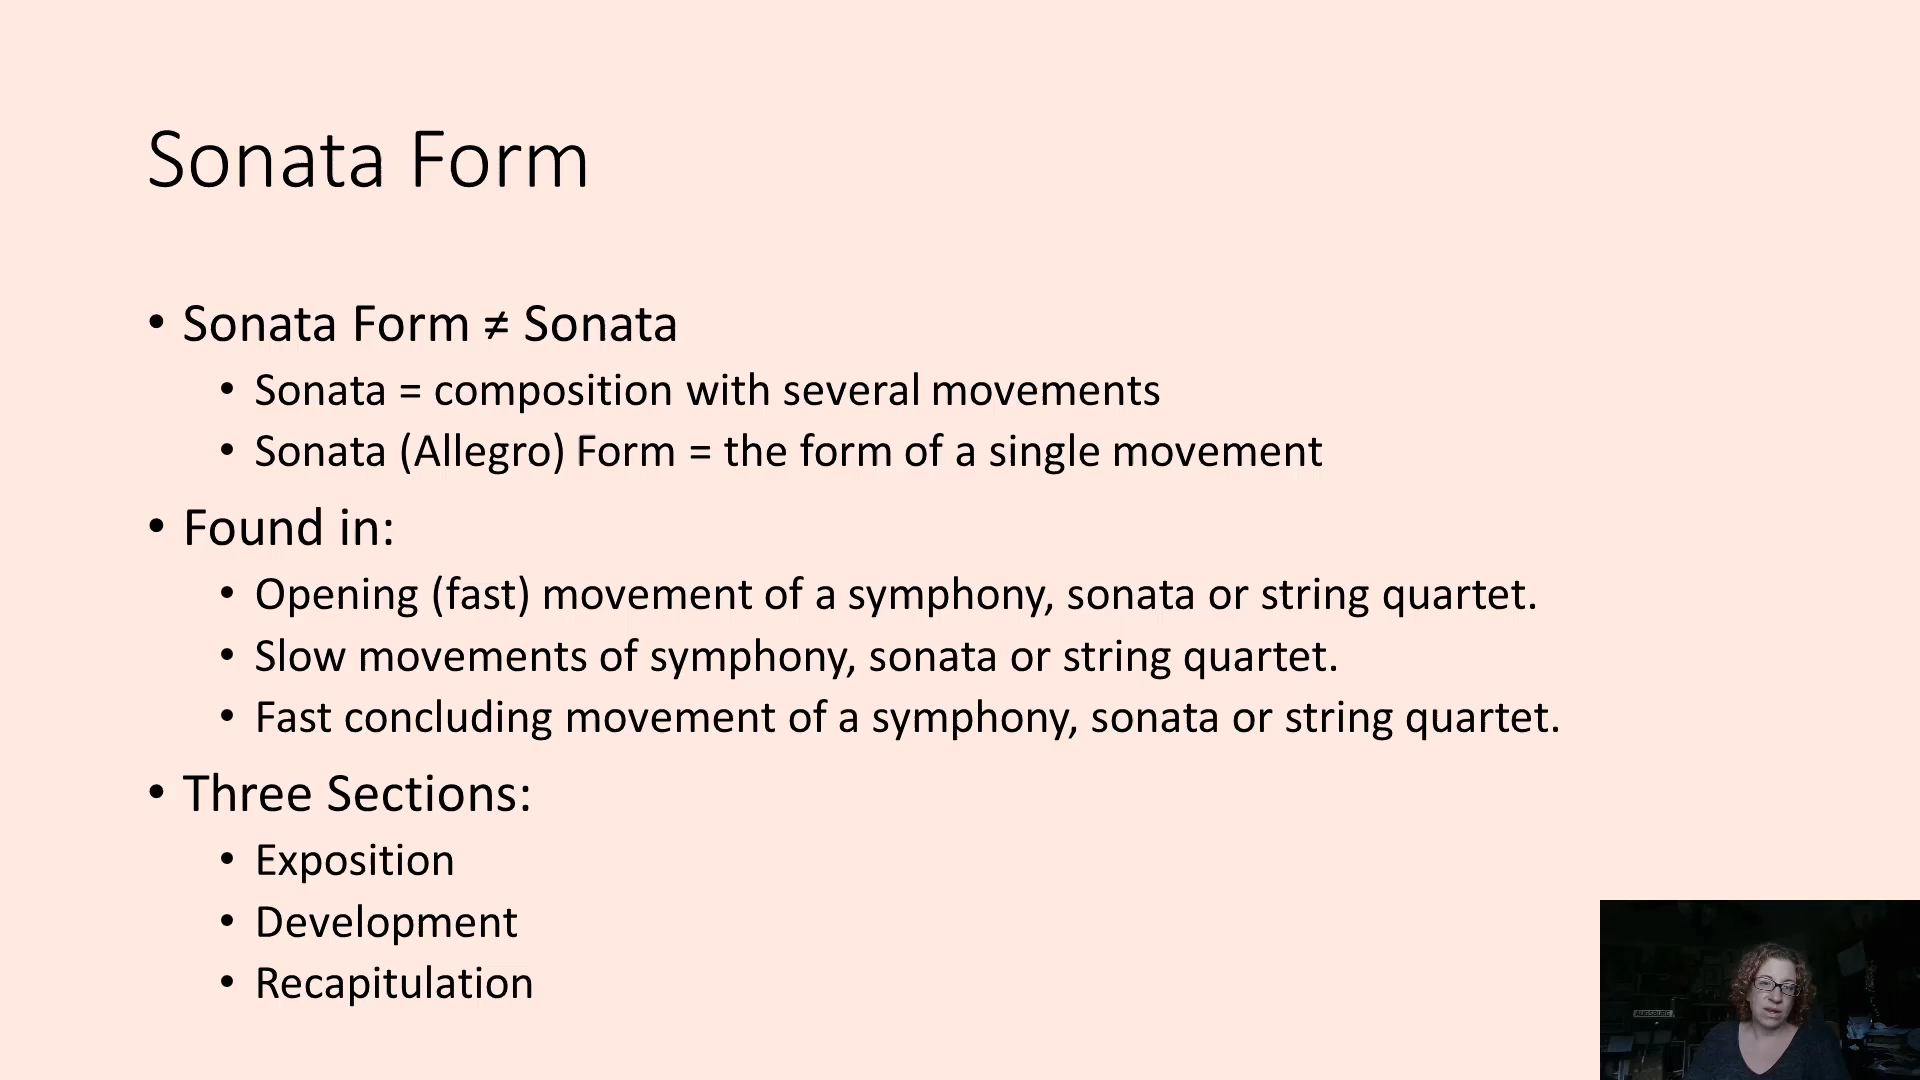 Sonata Form
• Sonata Form ≠ Sonata
• Sonata = composition with several movements
• Sonata (Allegro) Form = the form of a single movement
• Found in:
• Opening (fast) movement of a symphony, sonata or string quartet.
• Slow movements of symphony, sonata or string quartet.
• Fast concluding movement of a symphony, sonata or string quartet.
• Three Sections:
• Exposition
• Development
• Recapitulation
AUGSBURG